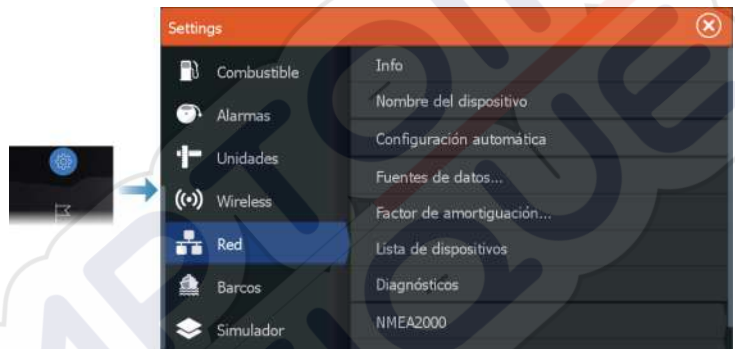 Settings
Combustible
Alarmas
Unidades
Wireless
Red
Barcos
Simulador
Info
Nombre del dispositivo
Configuración automática
Fuentes de datos...
Factor de amortiguación...
Lista de dispositivos
Diagnósticos
NMEA2000